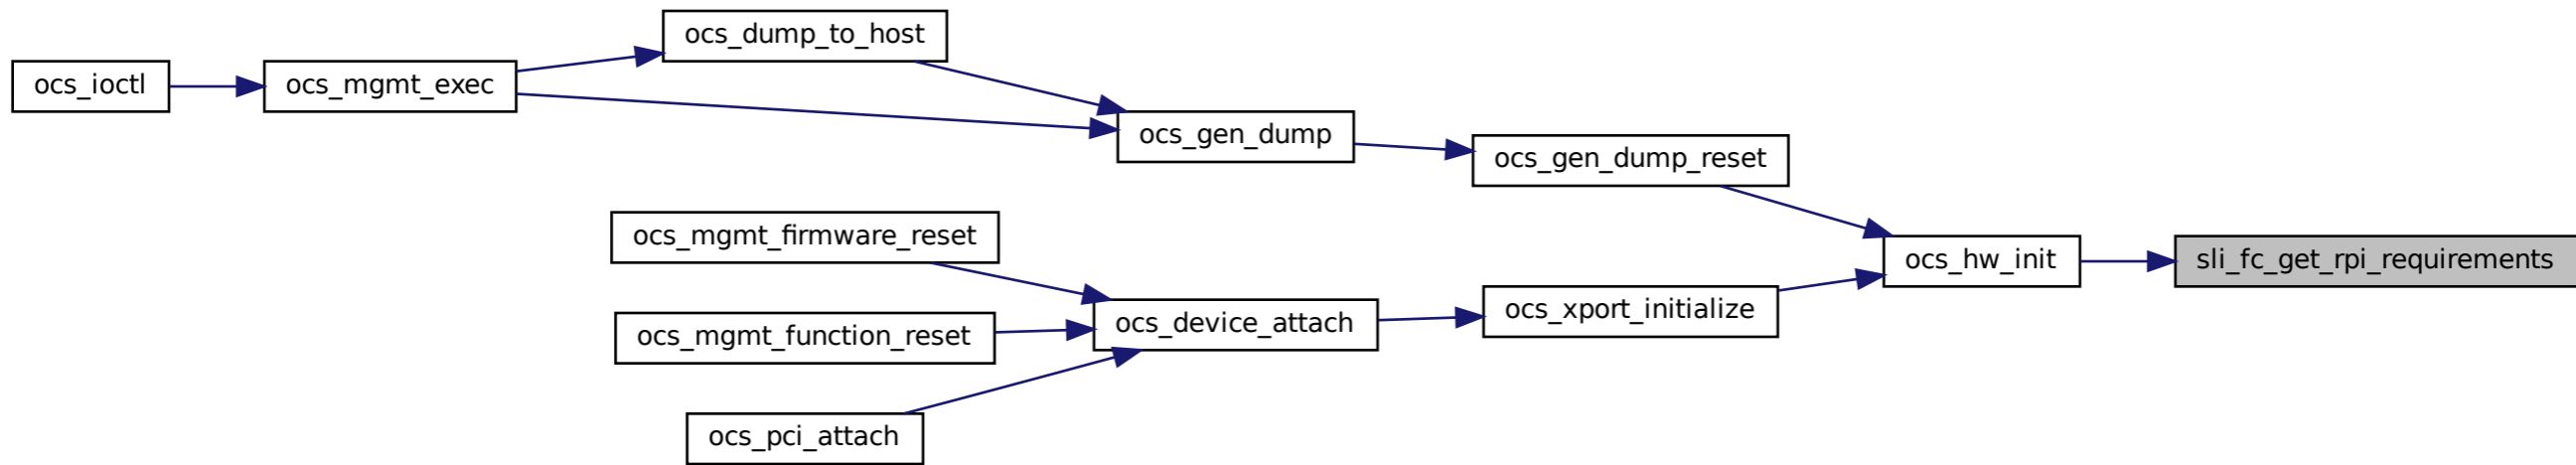 ocs_dump_to_host
ocs_ioctl
ocs_mgmt_exec
ocs_gen_dump
ocs_gen_dump_reset
ocs_mgmt_firmware_reset
ocs_hw_init
sli_fc_get_rpi_requirements
ocs_xport_initialize
ocs_device_attach
ocs_mgmt_function_reset
ocs_pci_attach